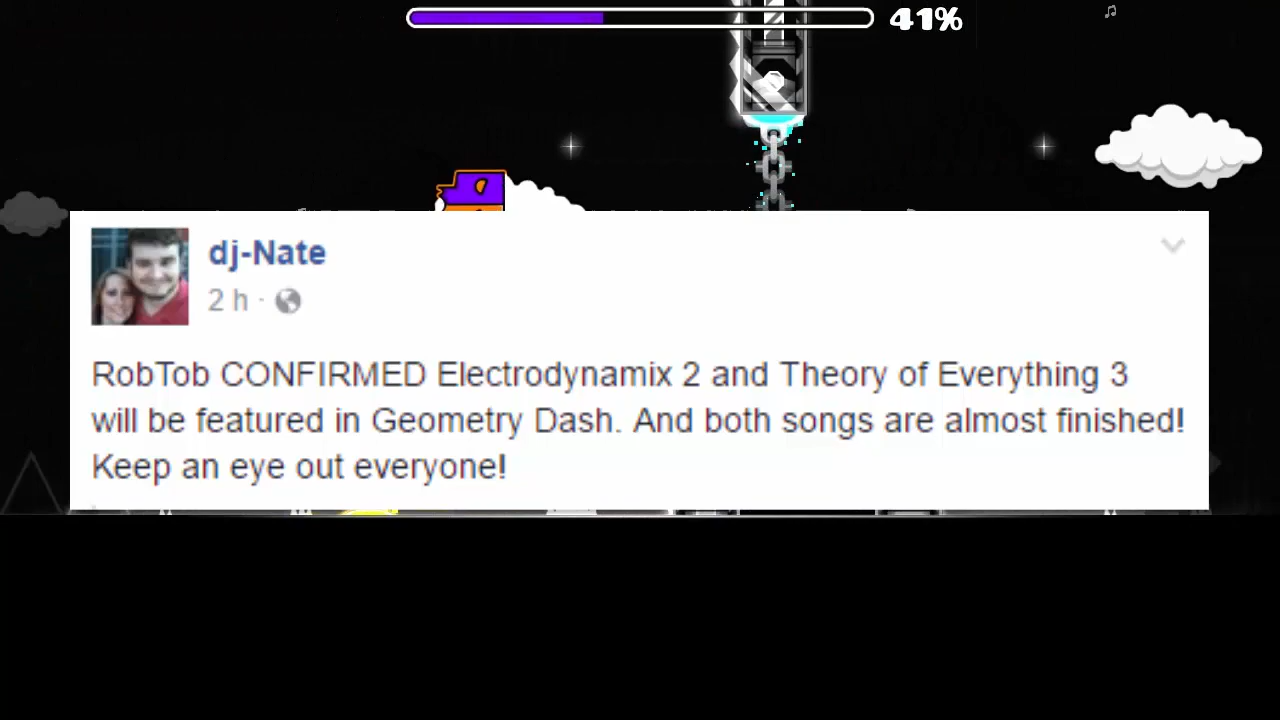 41%
dj-Nate
2 h ·
RobTob CONFIRMED Electrodynamix 2 and Theory of Everything 3
will be featured in Geometry Dash. And both songs are almost finished!
Keep an eye out everyone!